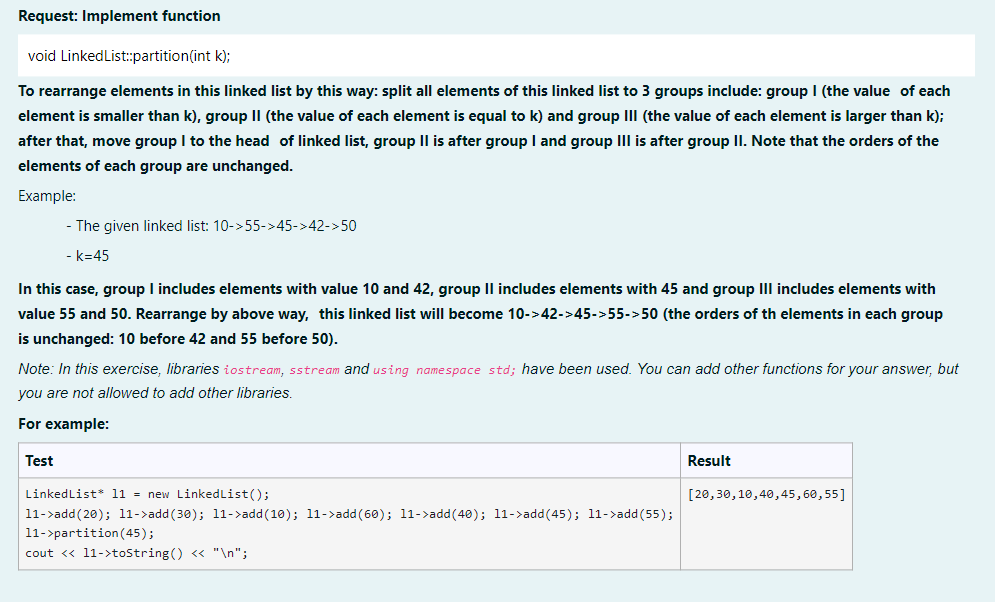 Request: Implement function
void LinkedList::partition(int k);
To rearrange elements in this linked list by this way: split all elements of this linked list to 3 groups include: group I (the value of each
element is smaller than k), group II (the value of each element is equal to k) and group III (the value of each element is larger than k);
after that, move group I to the head of linked list, group II is after group I and group III is after group II. Note that the orders of the
elements of each group are unchanged.
Example:
- The given linked list: 10->55->45->42->50
- k=45
In this case, group I includes elements with value 10 and 42, group II includes elements with 45 and group III includes elements with
value 55 and 50. Rearrange by above way, this linked list will become 10->42->45->55->50 (the orders of th elements in each group
is unchanged: 10 before 42 and 55 before 50).
Note: In this exercise, libraries iostream, sstream and using namespace std; have been used. You can add other functions for your answer, but
you are not allowed to add other libraries.
For example:
Test Result
LinkedList* l1 = new LinkedList(); [20,30,10,40,45,60,55]
l1->add(20); l1->add(30); l1->add(10); l1->add(60); l1->add(40); l1->add(45); l1->add(55);
l1->partition(45);
cout << l1->toString() << "\n";